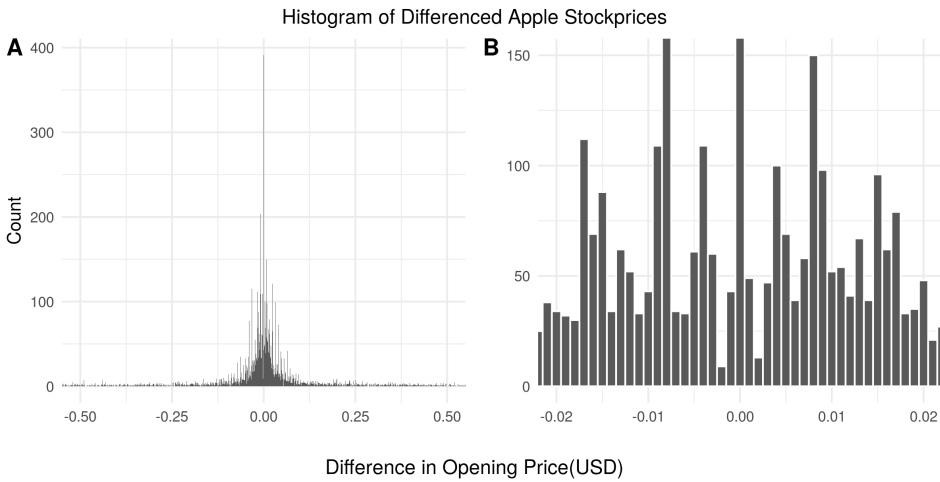 Histogram of Differenced Apple Stockprices
A
B
400
300
200
100
0
Count
-0.50 -0.25 0.00 0.25 0.50
150
100
50
0
-0.02 -0.01 0.00 0.01 0.02
Difference in Opening Price(USD)